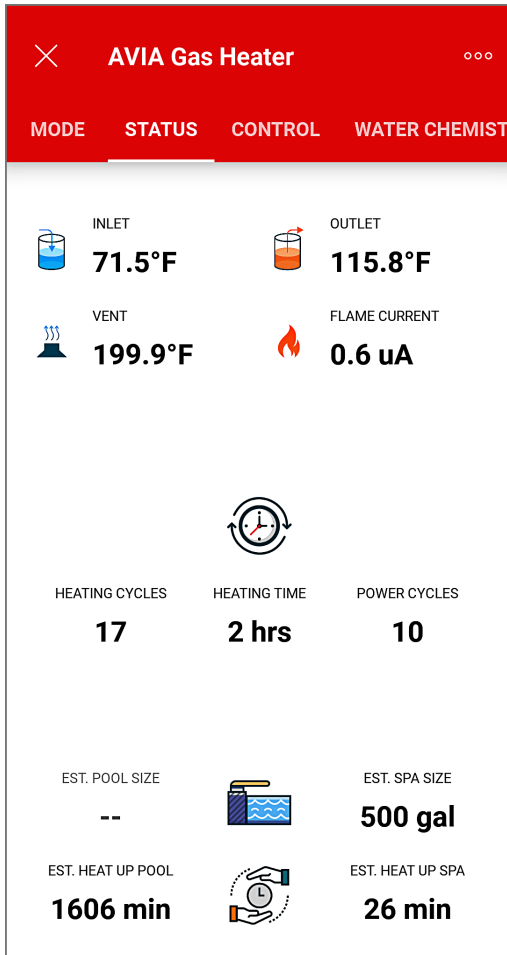 AVIA Gas Heater
MODE STATUS CONTROL WATER CHEMIST
INLET OUTLET
71.5°F 115.8°F
VENT FLAME CURRENT
199.9°F 0.6 uA
HEATING CYCLES HEATING TIME POWER CYCLES
17 2 hrs 10
EST. POOL SIZE EST. SPA SIZE
-- 500 gal
EST. HEAT UP POOL EST. HEAT UP SPA
1606 min 26 min